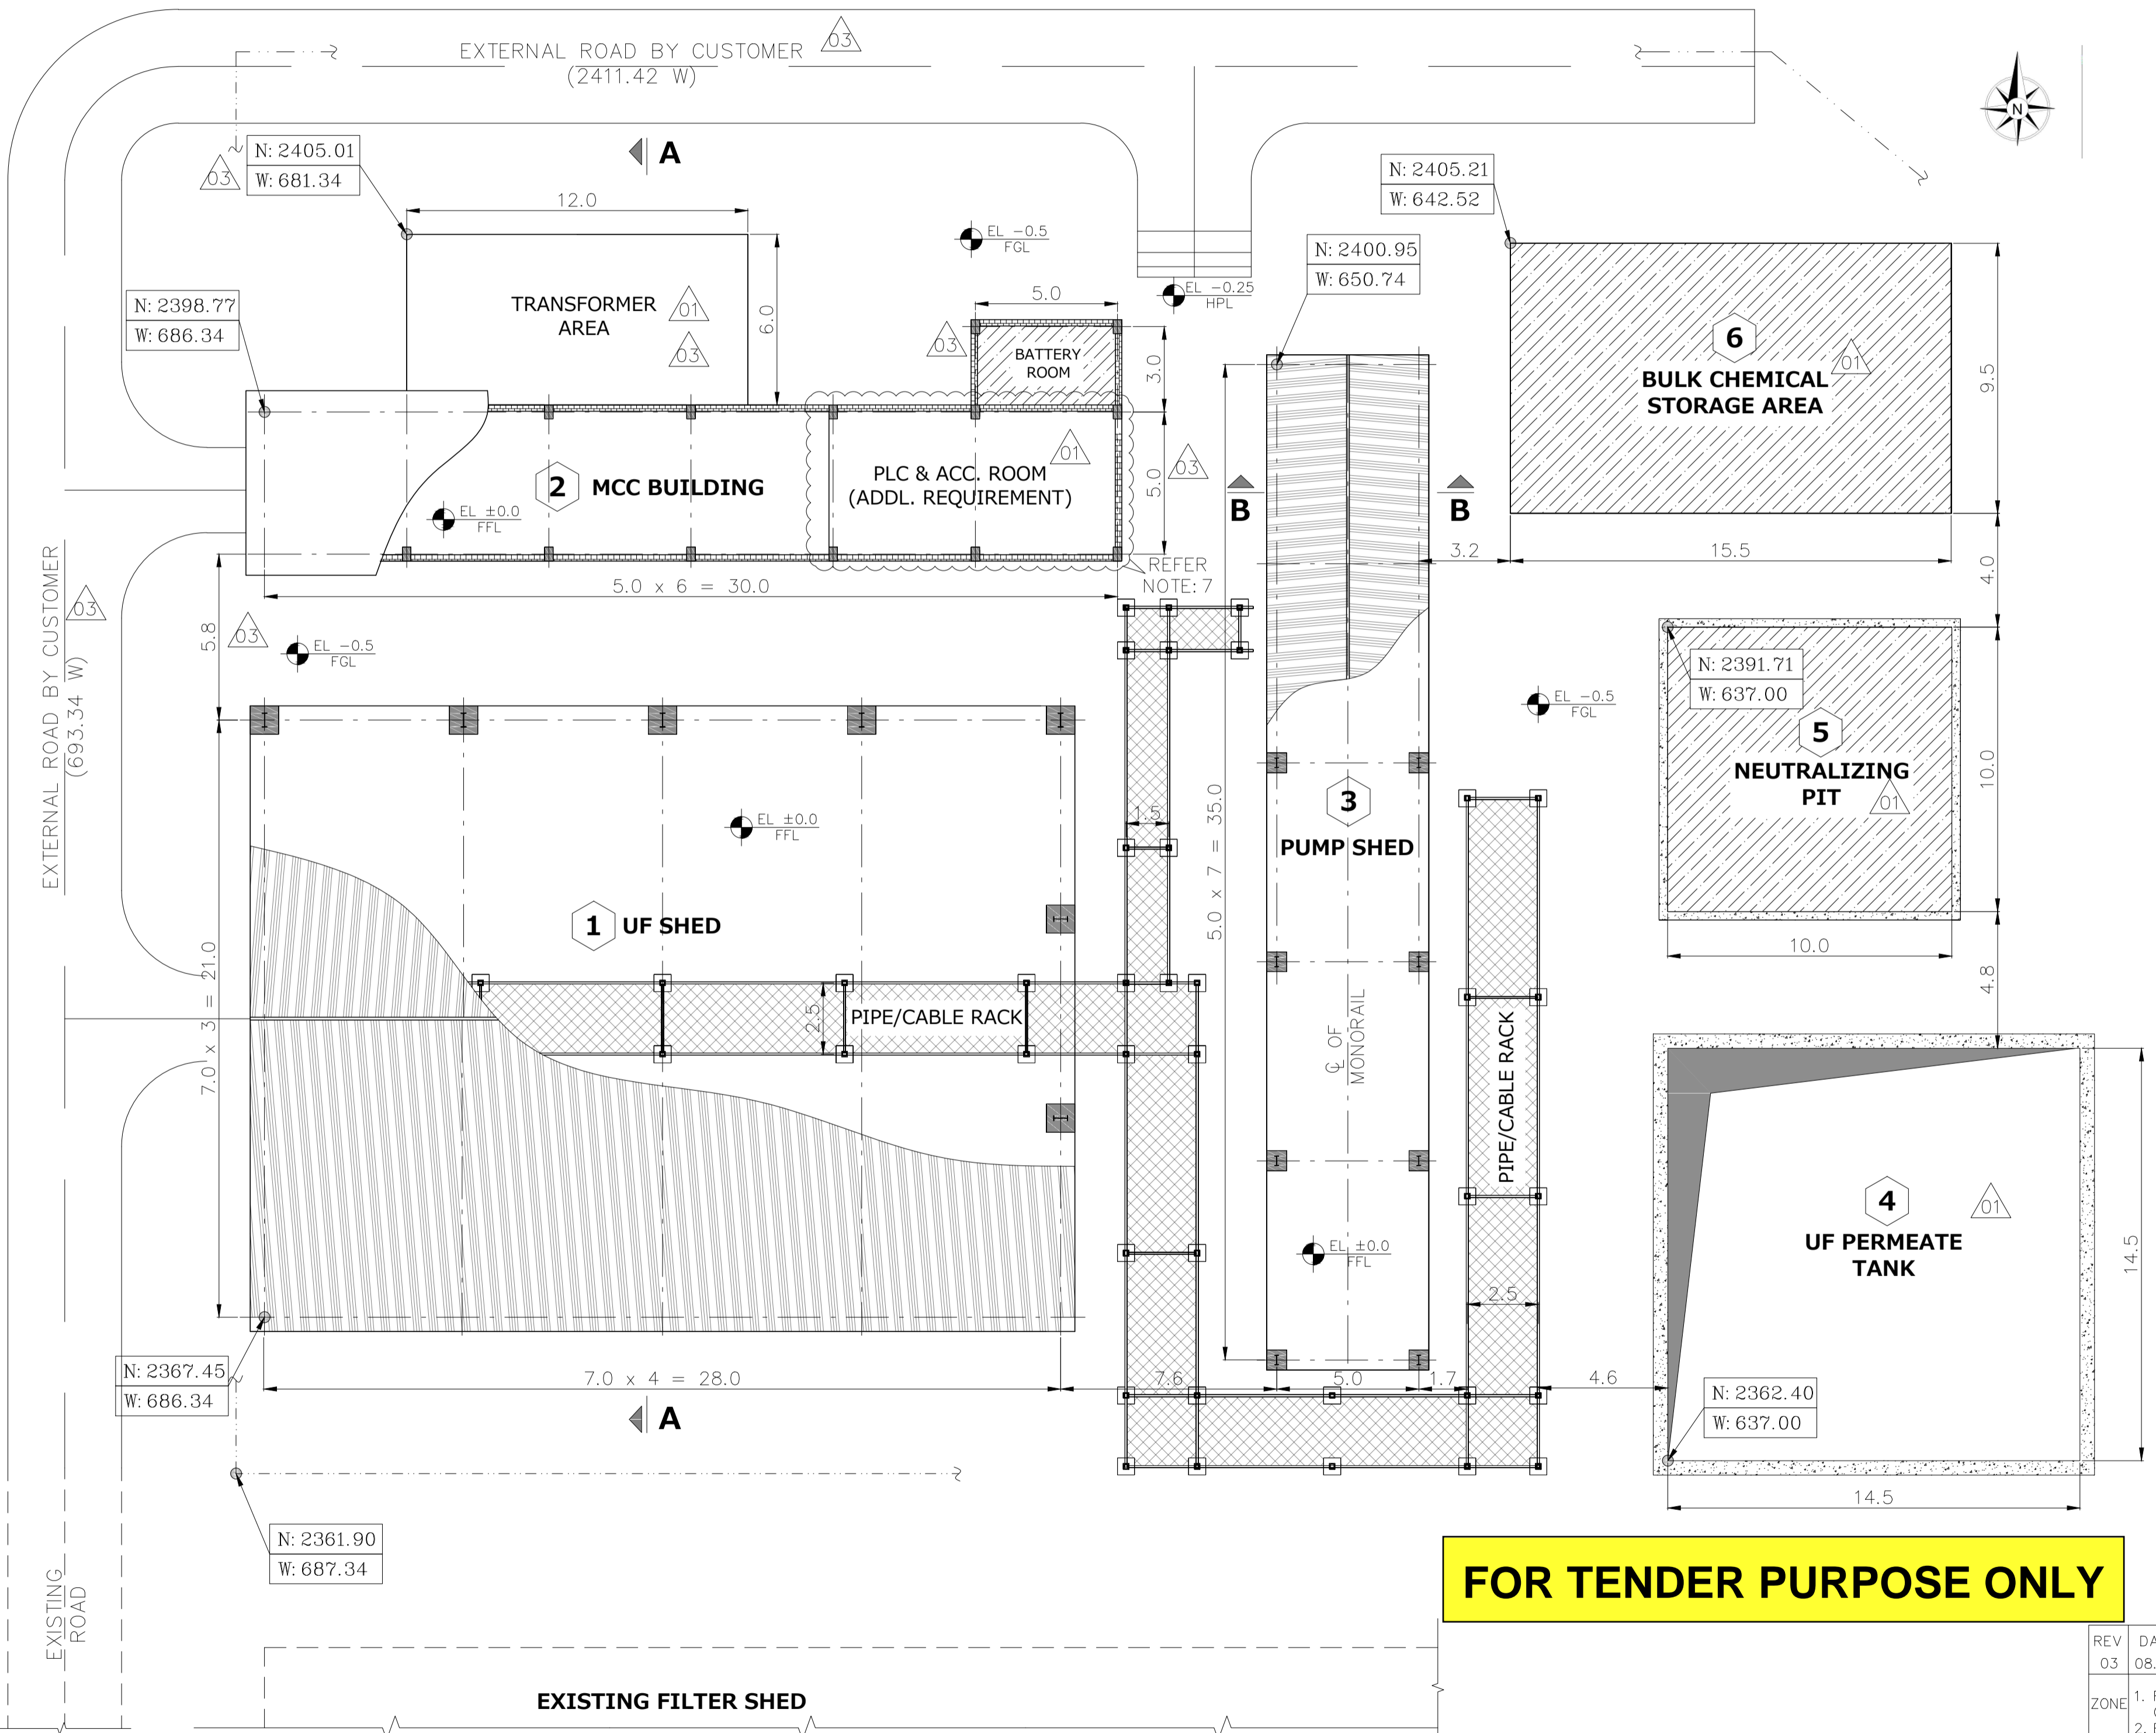 EXTERNAL ROAD BY CUSTOMER
(2411.42 W)
03
N
N: 2405.01
W: 681.34
03
A
12.0
N: 2405.21
W: 642.52
EL -0.5
FGL
N: 2400.95
W: 650.74
EL -0.25
HPL
N: 2398.77
W: 686.34
TRANSFORMER
AREA
01
03
6.0
5.0
03
BATTERY
ROOM
3.0
6
BULK CHEMICAL
STORAGE AREA
01
9.5
2
MCC BUILDING
EL ±0.0
FFL
PLC & ACC. ROOM
(ADDL. REQUIREMENT)
01
5.0
03
B
B
3.2
15.5
4.0
REFER
NOTE: 7
5.0 x 6 = 30.0
EXTERNAL ROAD BY CUSTOMER
(693.34 W)
03
5.8
03
EL -0.5
FGL
N: 2391.71
W: 637.00
EL -0.5
FGL
5
NEUTRALIZING
PIT
01
10.0
10.0
1.5
5.0 x 7 = 35.0
3
PUMP SHED
EL ±0.0
FFL
1
UF SHED
7.0 x 3 = 21.0
2.5
PIPE/CABLE RACK
℄ OF
MONORAIL
PIPE/CABLE RACK
4.8
4
UF PERMEATE
TANK
01
14.5
EL ±0.0
FFL
2.5
N: 2367.45
W: 686.34
7.0 x 4 = 28.0
7.6
5.0
1.7
4.6
N: 2362.40
W: 637.00
A
14.5
N: 2361.90
W: 687.34
EXISTING
ROAD
FOR TENDER PURPOSE ONLY
REV
03
08.
ZONE
1.
2.
EXISTING FILTER SHED